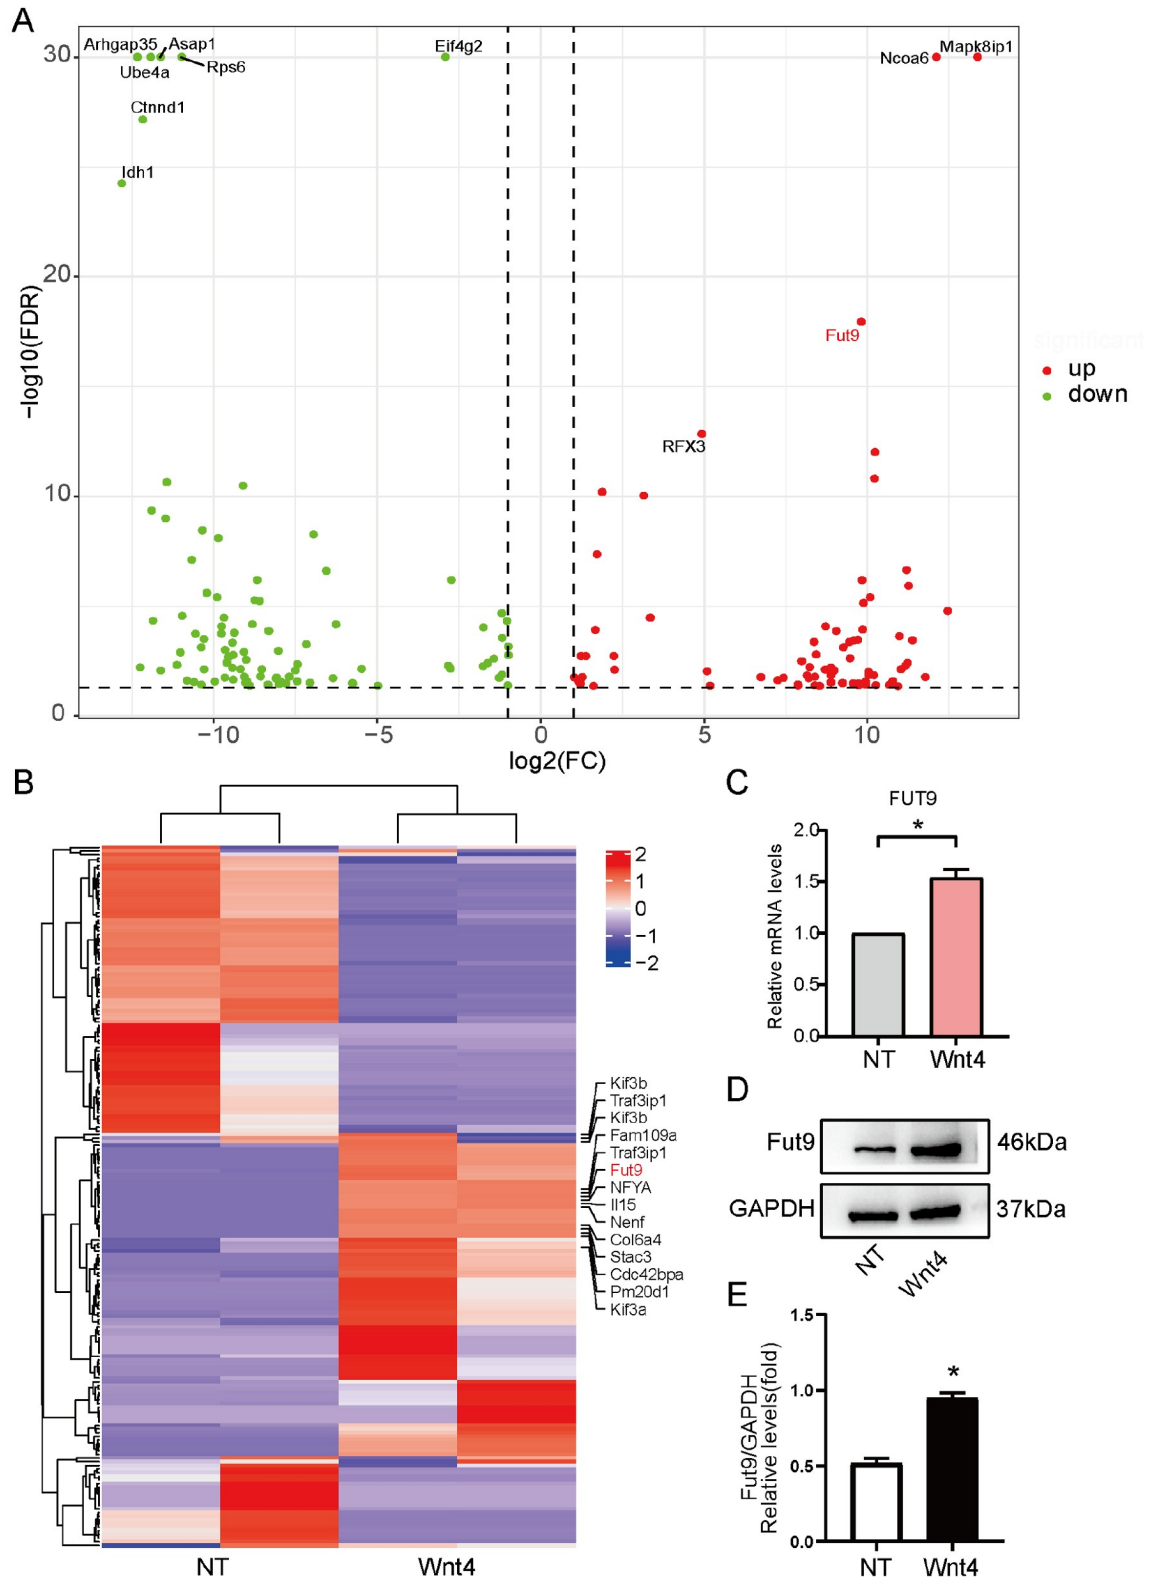 A
Arhgap35
Asap1
Ube4a
Rps6
Eif4g2
Ncoa6
Mapk8ip1
Ctnnd1
Idh1
Fut9
RFX3
30
20
10
0
−log10(FDR)
−10
−5
0
5
10
log2(FC)
significant
up
down
B
2
1
0
−1
−2
Kif3b
Traf3ip1
Kif3b
Fam109a
Traf3ip1
Fut9
NFYA
Il15
Nenf
Col6a4
Stac3
Cdc42bpa
Pm20d1
Kif3a
NT
Wnt4
C
FUT9
*
2.0
1.5
1.0
0.5
0.0
Relative mRNA levels
NT
Wnt4
D
Fut9
46kDa
GAPDH
37kDa
NT
Wnt4
E
1.5
1.0
0.5
0.0
Fut9/GAPDH
Relative levels(fold)
*
NT
Wnt4